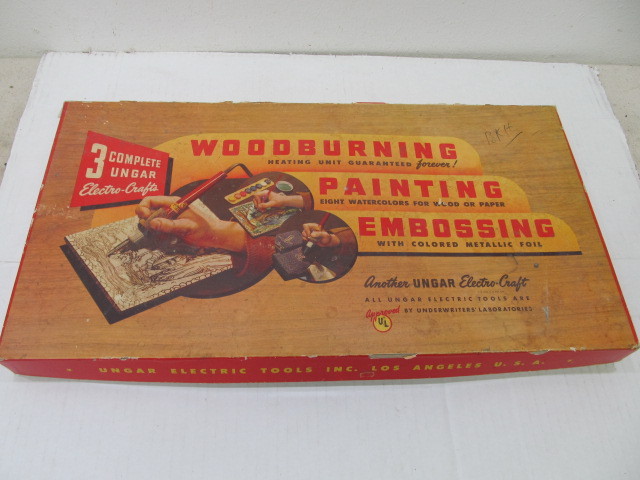 3 COMPLETE
UNGAR
Electro-Crafts
WOODBURNING
HEATING UNIT GUARANTEED forever!
PAINTING
EIGHT WATERCOLORS FOR WOOD OR PAPER
EMBOSSING
WITH COLORED METALLIC FOIL
Another UNGAR Electro-Craft
ALL UNGAR ELECTRIC TOOLS ARE
Approved BY UNDERWRITERS' LABORATORIES
UL
UNGAR ELECTRIC TOOLS INC. LOS ANGELES U. S. A.